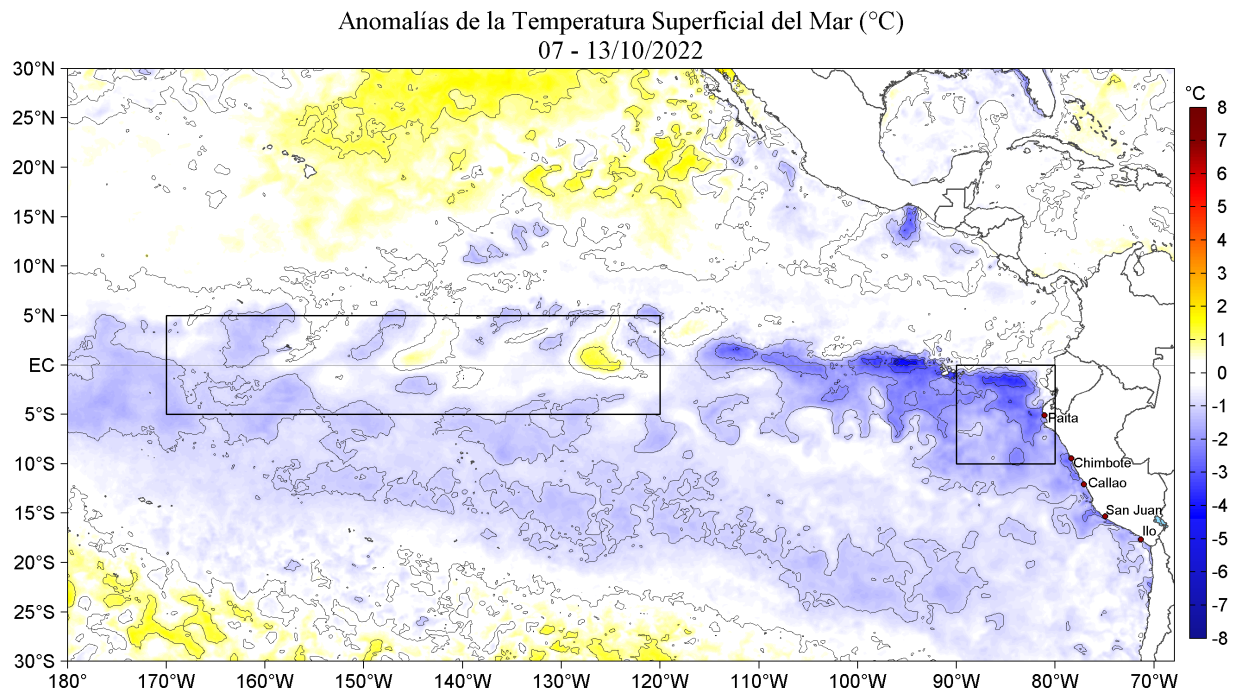 Anomalías de la Temperatura Superficial del Mar (°C)
07 - 13/10/2022
30°N
25°N
20°N
15°N
10°N
5°N
EC
5°S
10°S
15°S
20°S
25°S
30°S
180°
170°W
160°W
150°W
140°W
130°W
120°W
110°W
100°W
90°W
80°W
70°W
Paita
Chimbote
Callao
San Juan
Ilo
°C
8
7
6
5
4
3
2
1
0
-1
-2
-3
-4
-5
-6
-7
-8